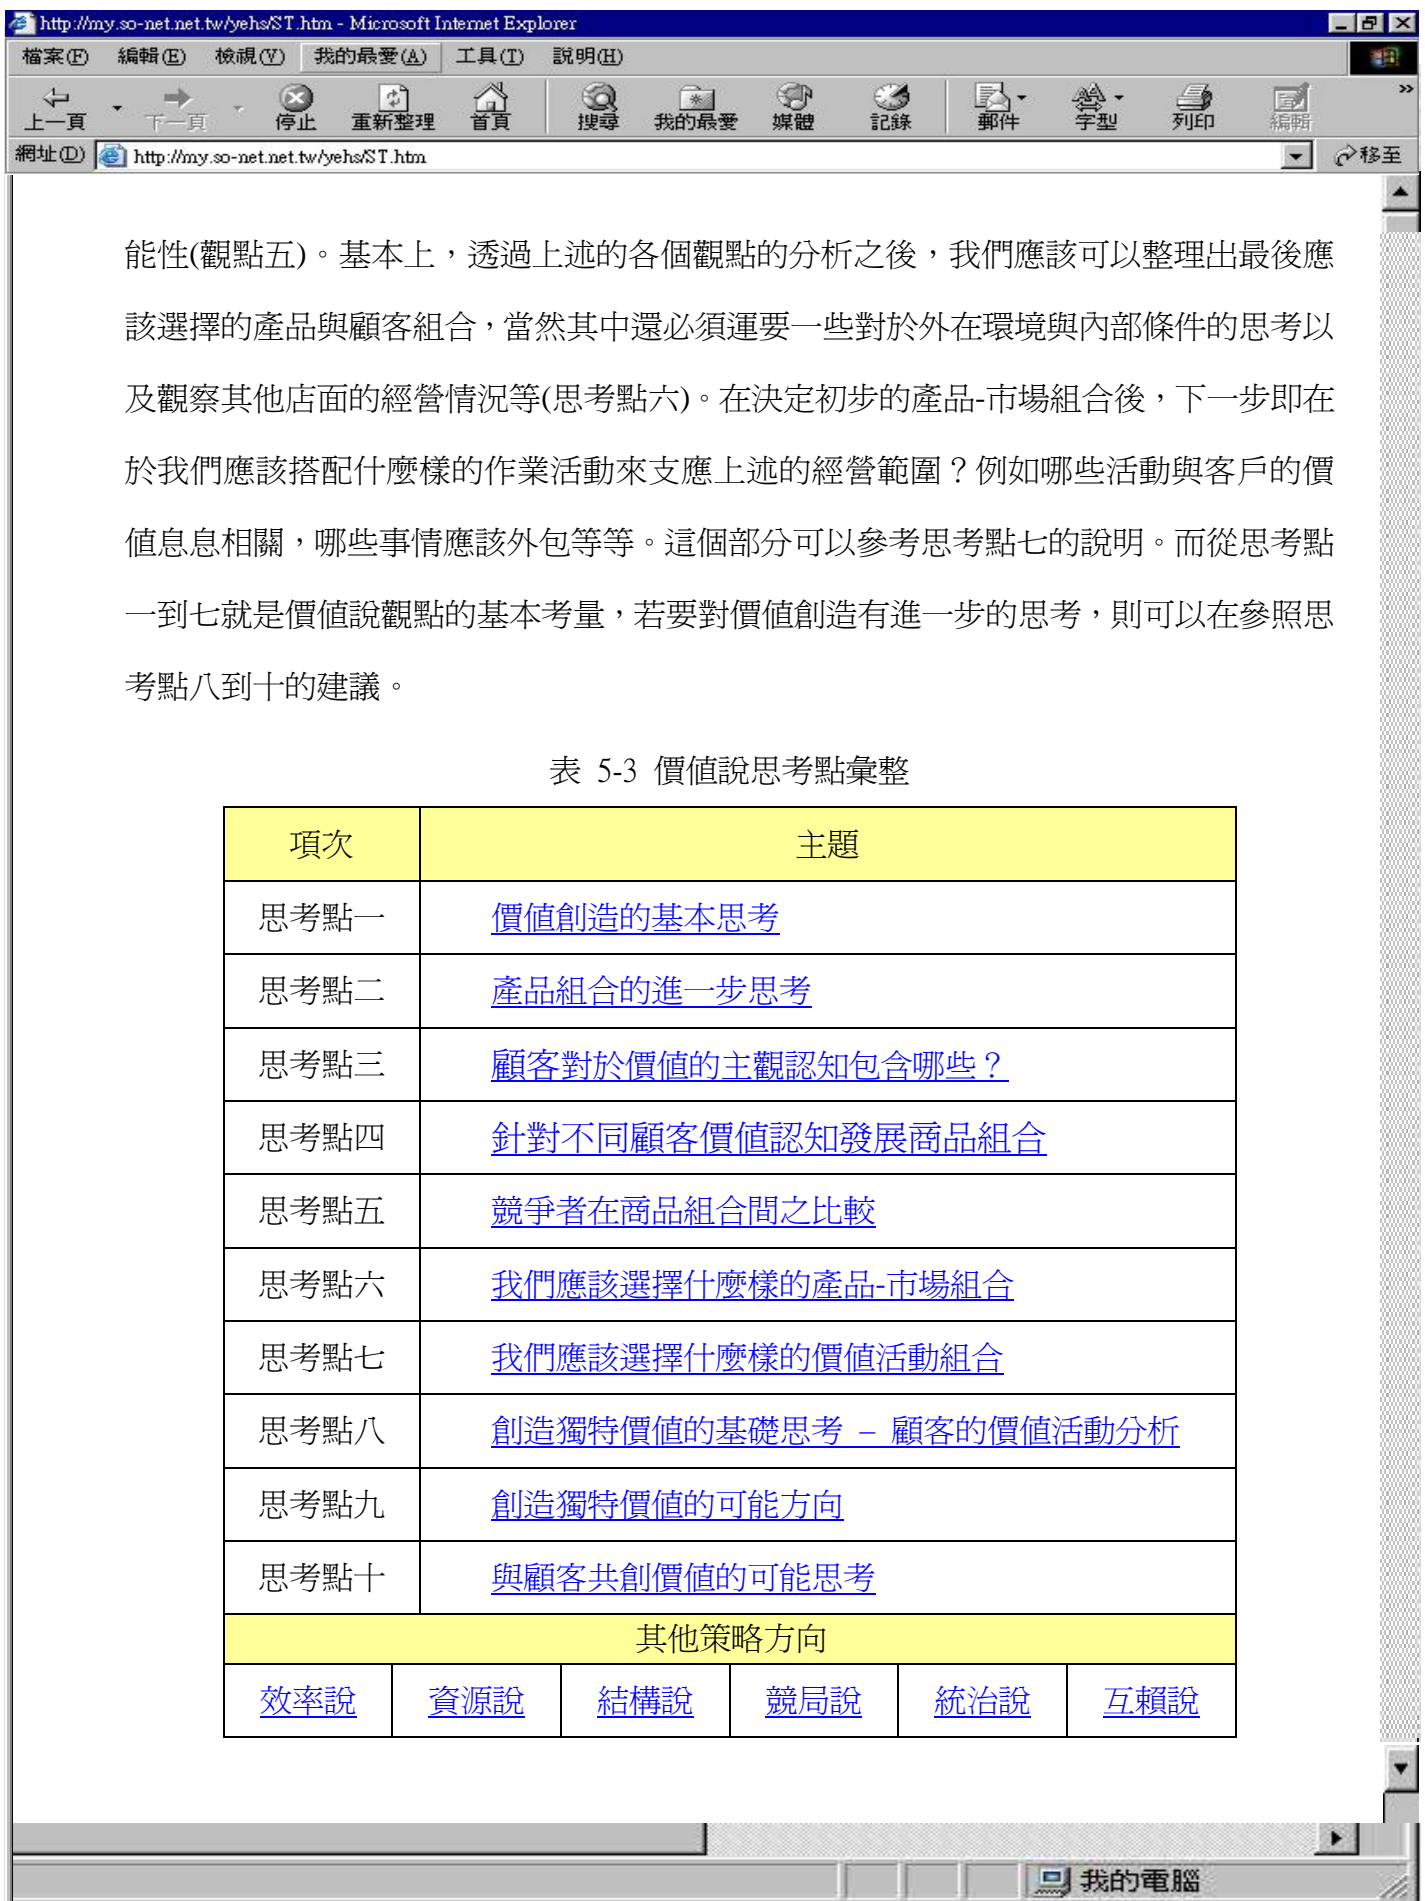 http://my.so-net.net.tw/yehs/ST.htm - Microsoft Internet Explorer
檔案(F) 編輯(E) 檢視(V) 我的最愛(A) 工具(T) 說明(H)
上一頁 下一頁 停止 重新整理 首頁 搜尋 我的最愛 媒體 記錄 郵件 字型 列印 編輯 »
網址(D) http://my.so-net.net.tw/yehs/ST.htm 移至
能性(觀點五)。基本上，透過上述的各個觀點的分析之後，我們應該可以整理出最後應
該選擇的產品與顧客組合，當然其中還必須運要一些對於外在環境與內部條件的思考以
及觀察其他店面的經營情況等(思考點六)。在決定初步的產品-市場組合後，下一步即在
於我們應該搭配什麼樣的作業活動來支應上述的經營範圍？例如哪些活動與客戶的價
值息息相關，哪些事情應該外包等等。這個部分可以參考思考點七的說明。而從思考點
一到七就是價值說觀點的基本考量，若要對價值創造有進一步的思考，則可以在參照思
考點八到十的建議。
表 5-3 價值說思考點彙整
項次 主題
思考點一 價值創造的基本思考
思考點二 產品組合的進一步思考
思考點三 顧客對於價值的主觀認知包含哪些？
思考點四 針對不同顧客價值認知發展商品組合
思考點五 競爭者在商品組合間之比較
思考點六 我們應該選擇什麼樣的產品-市場組合
思考點七 我們應該選擇什麼樣的價值活動組合
思考點八 創造獨特價值的基礎思考 – 顧客的價值活動分析
思考點九 創造獨特價值的可能方向
思考點十 與顧客共創價值的可能思考
其他策略方向
效率說 資源說 結構說 競局說 統治說 互賴說
我的電腦